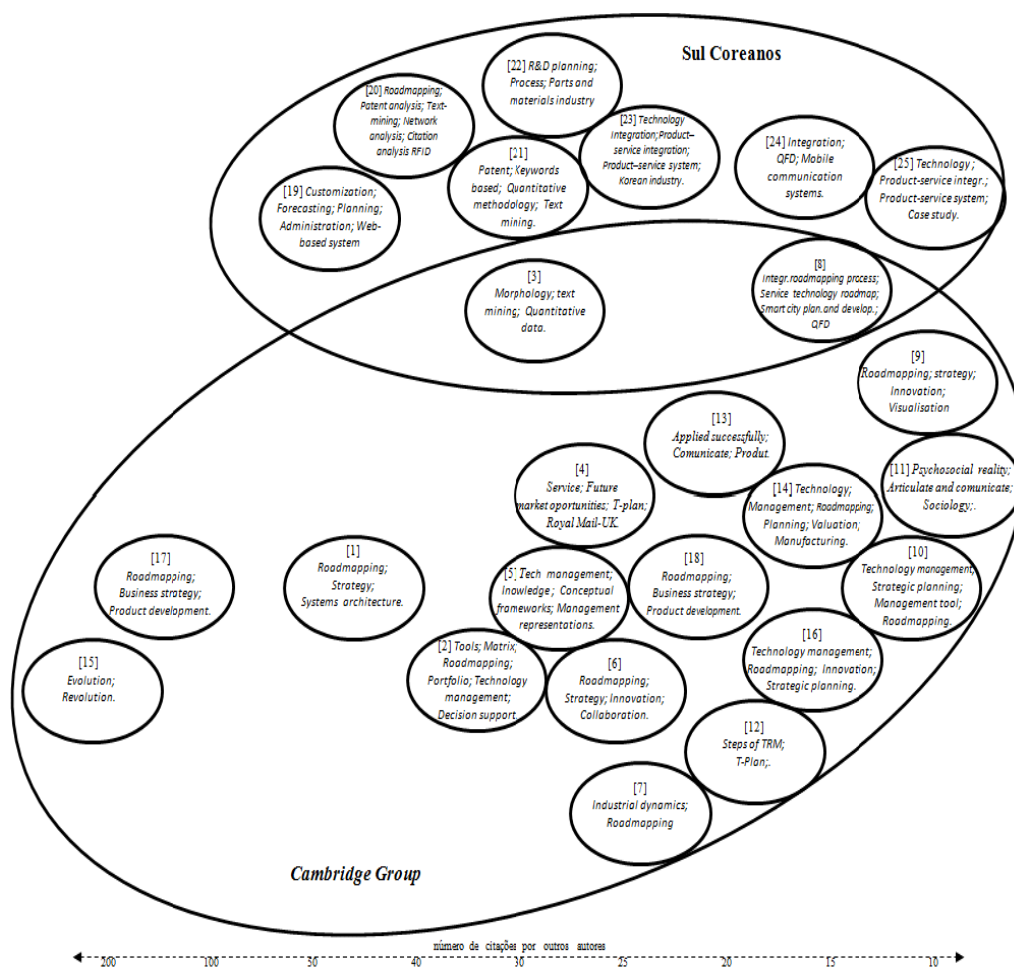 Sul Coreanos
[22] R&D planning;
Process; Parts and
materials industry
[20] Roadmapping;
Patent analysis; Text-
mining; Network
analysis; Citation
analysis RFID
[23] Technology
Integration; Product–
service integration;
Product–service system;
Korean industry.
[24] Integration;
QFD; Mobile
communication
systems.
[21]
Patent; Keywords
based; Quantitative
methodology; Text
mining.
[25] Technology;
Product-service integr.;
Product-service system;
Case study.
[19] Customization;
Forecasting; Planning;
Administration; Web-
based system
[3]
Morphology; text
mining; Quantitative
data.
[8]
Integr.roadmapping prcess;
Service technology roadmap;
Smart city plan.and develop.;
QFD
[9]
Roadmapping; strategy;
Innovation;
Visualisation
[13]
Applied successfully;
Comunicate; Produt.
[4]
Service; Future
market oportunities; T-plan;
Royal Mail-UK.
[14] Technology;
Management; Roadmapping;
Planning; Valuation;
Manufacturing.
[11] Psychosocial reality;
Articulate and comunicate;
Sociology;.
[17]
Roadmapping;
Business strategy;
Product development.
[1]
Roadmapping;
Strategy;
Systems architecture.
[5] Tech management;
Inowledge; Conceptual
frameworks; Management
representations.
[18]
Roadmapping;
Business strategy;
Product development.
[10]
Technology management;
Strategic planning;
Management tool;
Roadmapping.
[15]
Evolution;
Revolution.
[2] Tools; Matrix;
Roadmapping;
Portfolio; Technology
management;
Decision support.
[6]
Roadmapping;
Strategy; Innovation;
Collaboration.
[16]
Technology management;
Roadmapping; Innovation;
Strategic planning.
[12]
Steps of TRM;
T-Plan;.
[7]
Industrial dynamics;
Roadmapping
Cambridge Group
número de citações por outros autores
200 100 50 40 30 25 20 15 10